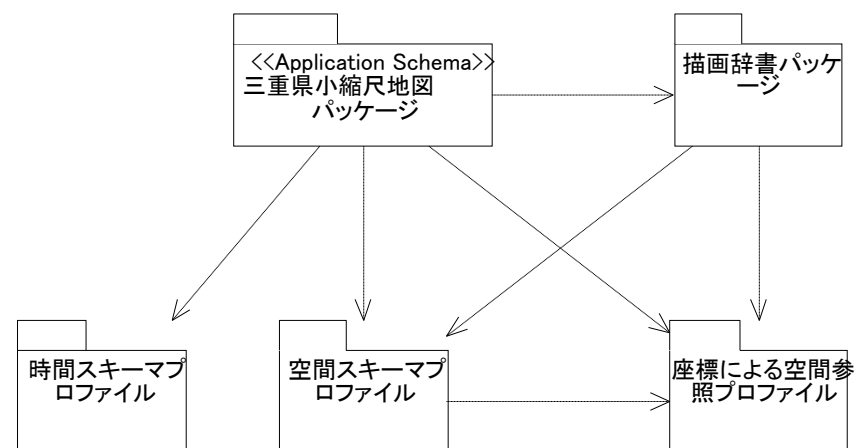 <<Application Schema>>
三重県小縮尺地図
パッケージ
描画辞書パッケ
ージ
時間スキーマプ
ロファイル
空間スキーマプ
ロファイル
座標による空間参
照プロファイル